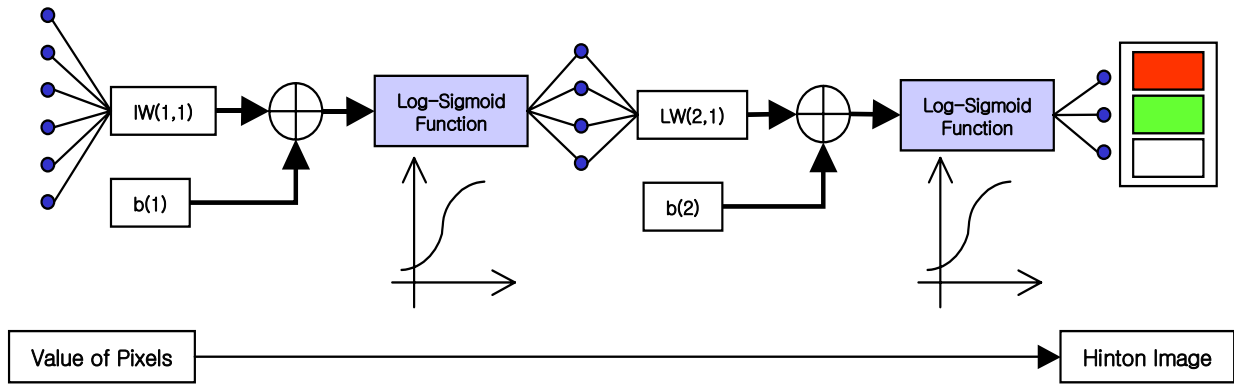 IW(1,1)
b(1)
Log-Sigmoid
Function
LW(2,1)
b(2)
Log-Sigmoid
Function
Value of Pixels
Hinton Image